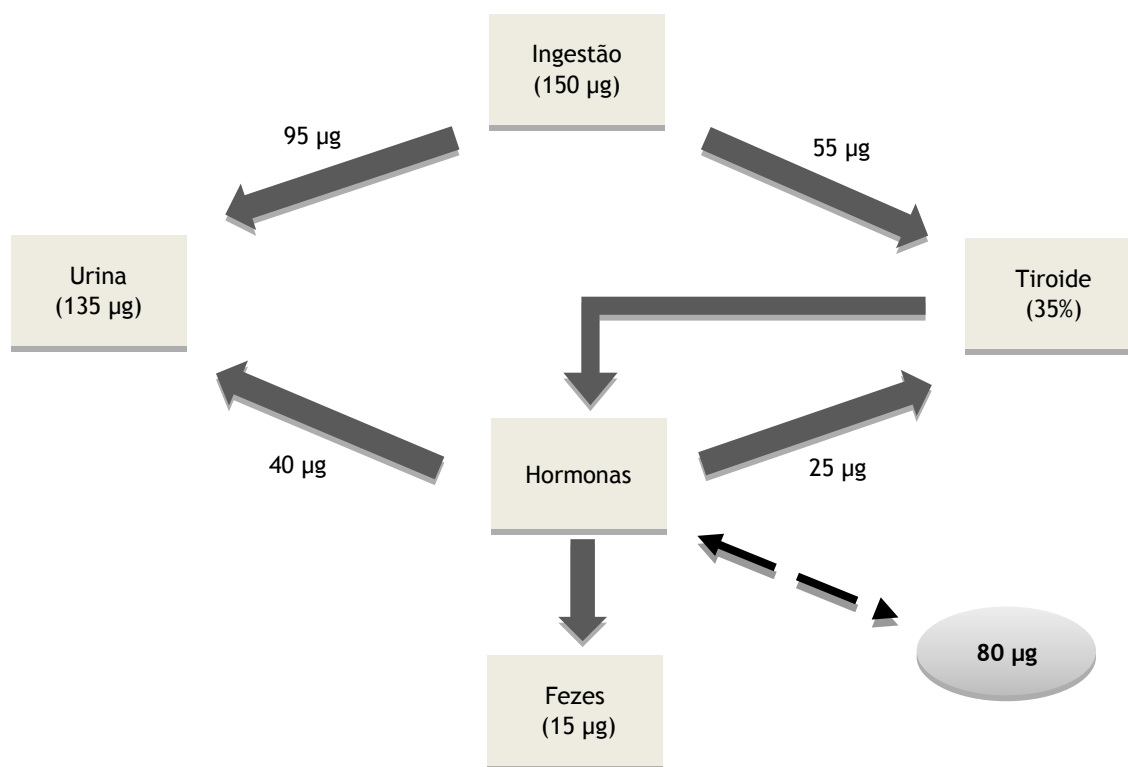 Ingestão
(150 µg)
95 µg
55 µg
Urina
(135 µg)
Tiroide
(35%)
40 µg
Hormonas
25 µg
80 µg
Fezes
(15 µg)